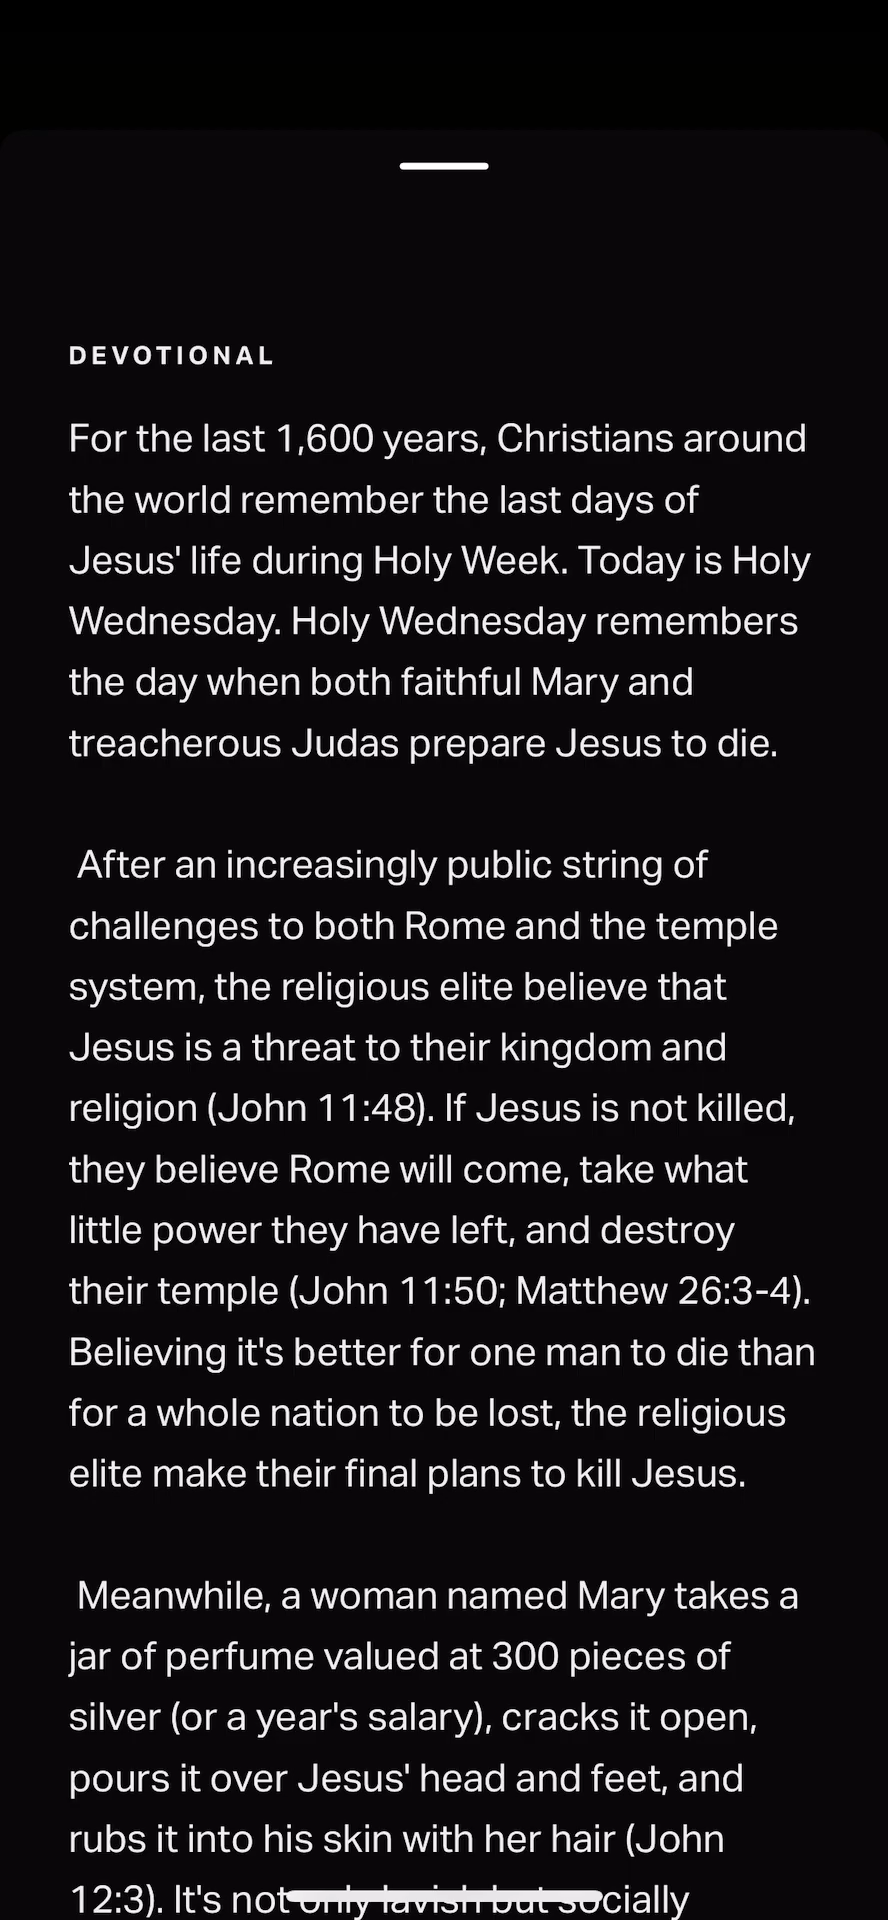 DEVOTIONAL
For the last 1,600 years, Christians around
the world remember the last days of
Jesus' life during Holy Week. Today is Holy
Wednesday. Holy Wednesday remembers
the day when both faithful Mary and
treacherous Judas prepare Jesus to die.
After an increasingly public string of
challenges to both Rome and the temple
system, the religious elite believe that
Jesus is a threat to their kingdom and
religion (John 11:48). If Jesus is not killed,
they believe Rome will come, take what
little power they have left, and destroy
their temple (John 11:50; Matthew 26:3-4).
Believing it's better for one man to die than
for a whole nation to be lost, the religious
elite make their final plans to kill Jesus.
Meanwhile, a woman named Mary takes a
jar of perfume valued at 300 pieces of
silver (or a year's salary), cracks it open,
pours it over Jesus' head and feet, and
rubs it into his skin with her hair (John
12:3). It's not only lavish but socially